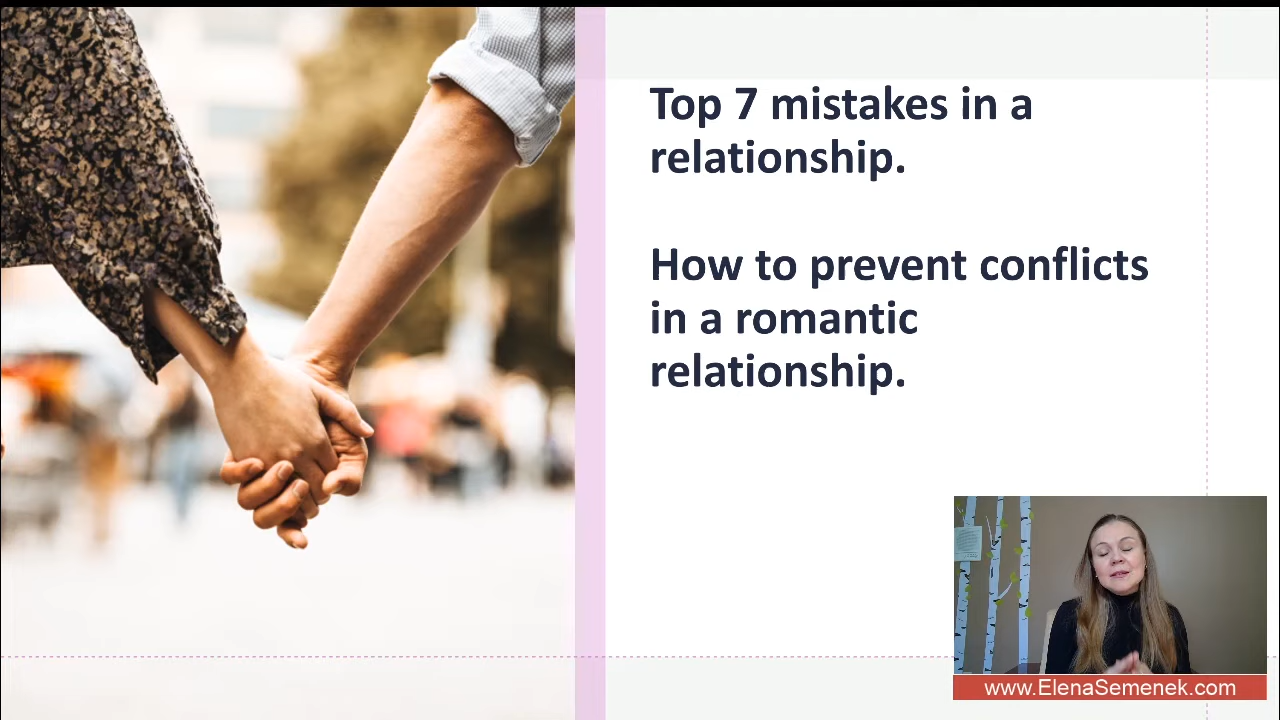 Top 7 mistakes in a
relationship.
How to prevent conflicts
in a romantic
relationship.
www.ElenaSemenek.com